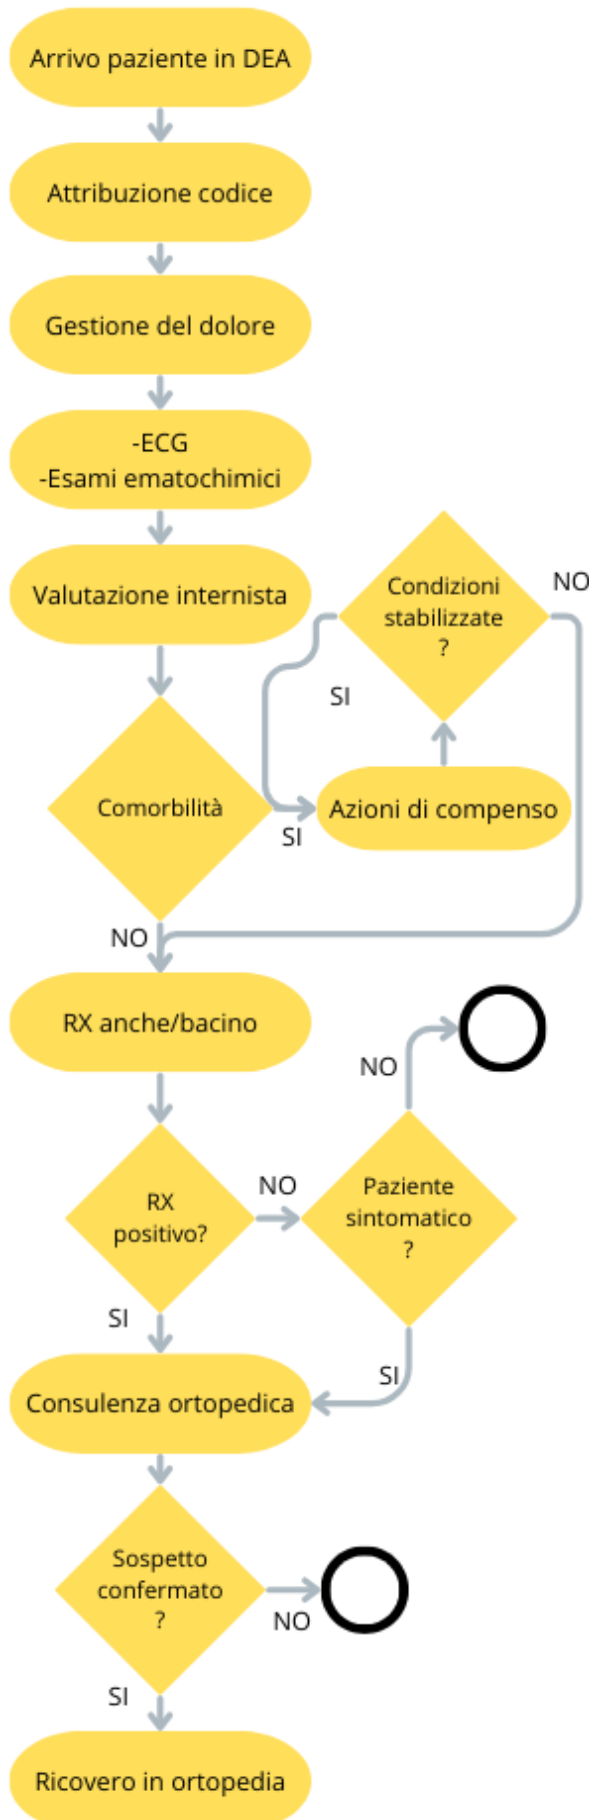 Arrivo paziente in DEA
Attribuzione codice
Gestione del dolore
-ECG
-Esami ematochimici
Valutazione internista
Condizioni
stabilizzate
?
NO
SI
Comorbilità
SI
Azioni di compenso
NO
RX anche/bacino
NO
RX
positivo?
NO
Paziente
sintomatico
?
SI
SI
Consulenza ortopedica
Sospetto
confermato
?
NO
SI
Ricovero in ortopedia